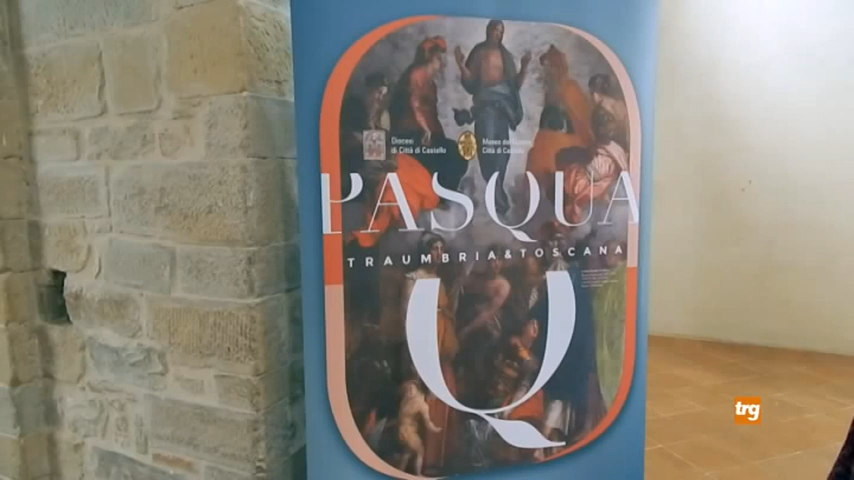 Diocesi
di Città di Castello
Museo del Duomo
Città di Castello
PASQUA
TRAUMBRIA&TOSCANA
trg